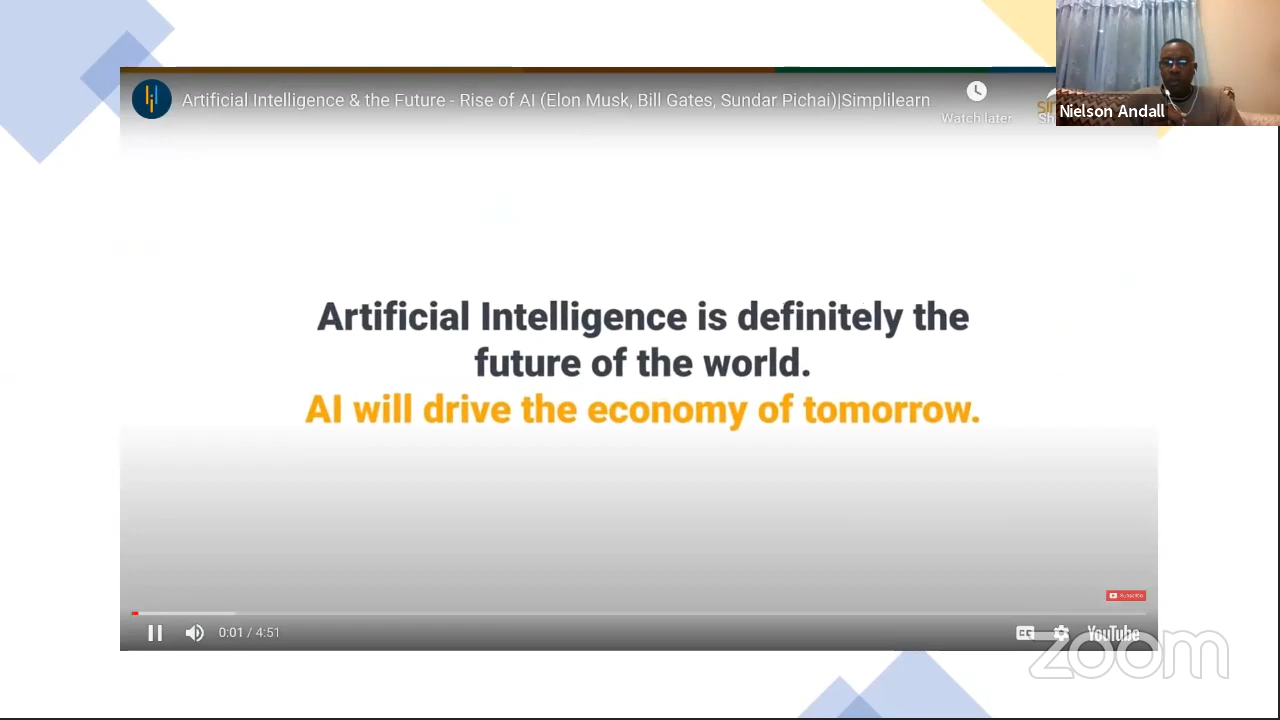 Artificial Intelligence & the Future - Rise of AI (Elon Musk, Bill Gates, Sundar Pichai)|Simplilearn
Watch later
Nielson Andall
Artificial Intelligence is definitely the
future of the world.
AI will drive the economy of tomorrow.
Subscribe
0:01 / 4:51
CC
YouTube
zoom